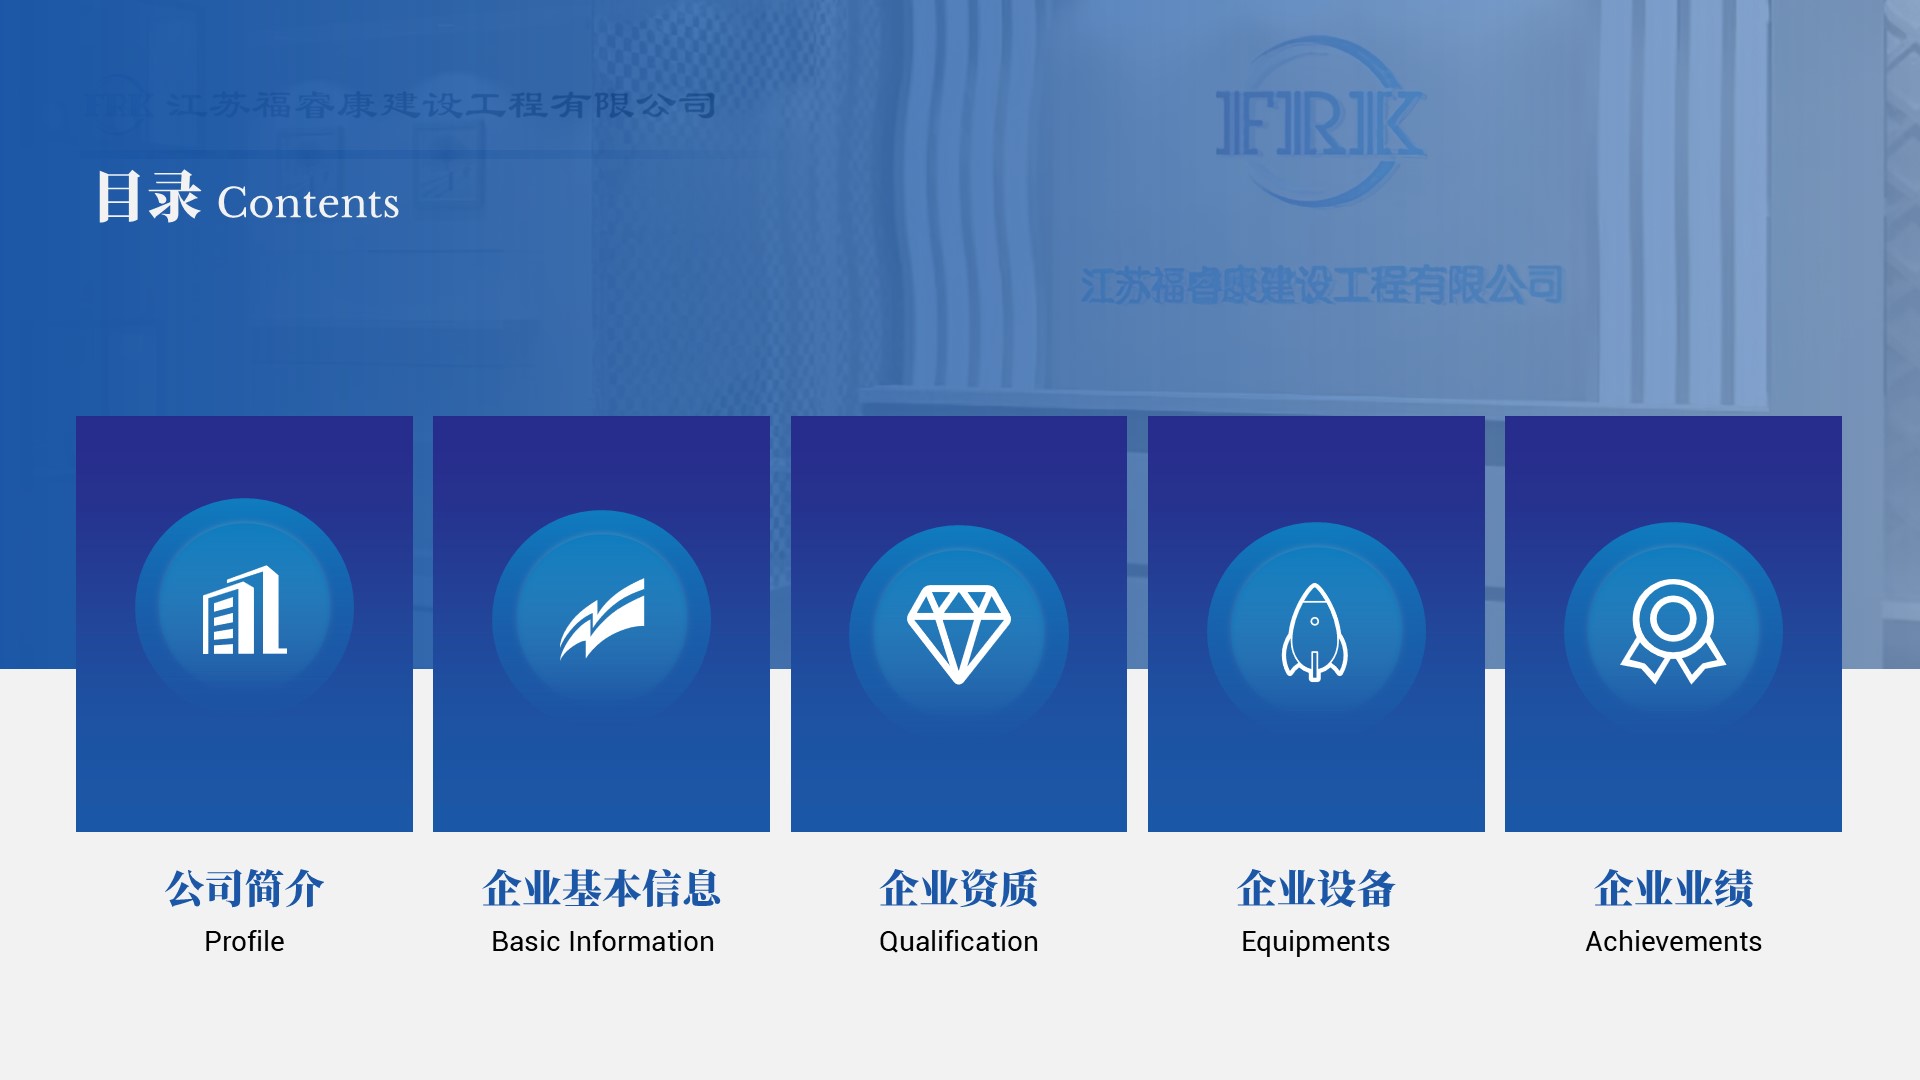 FRK 江苏福睿康建设工程有限公司
目录 Contents
FRK
江苏福睿康建设工程有限公司
公司简介
Profile
企业基本信息
Basic Information
企业资质
Qualification
企业设备
Equipments
企业业绩
Achievements